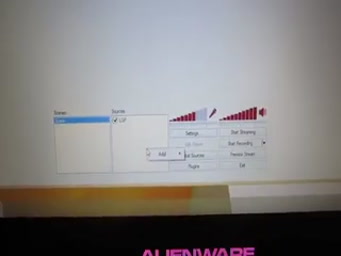 Scenes:
Sources:
Settings
Start Streaming
Start Recording
Add
Preview Stream
Plugins
Exit
ALIENWARE